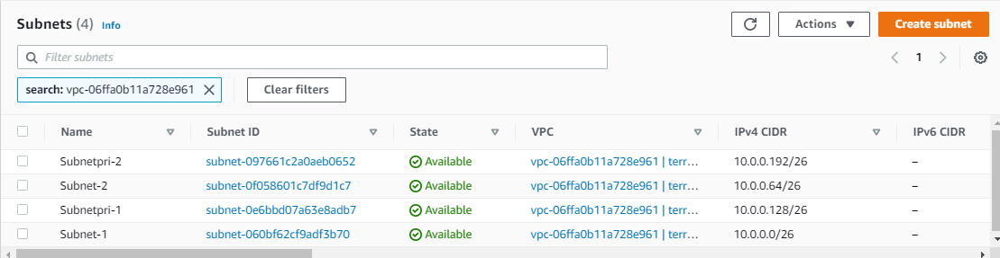 Subnets (4) Info Actions Create subnet
Filter subnets 1
search: vpc-06ffa0b11a728e961 Clear filters
Name Subnet ID State VPC IPv4 CIDR IPv6 CIDR
Subnetpri-2 subnet-097661c2a0aeb0652 Available vpc-06ffa0b11a728e961 | terr... 10.0.0.192/26 –
Subnet-2 subnet-0f058601c7df9d1c7 Available vpc-06ffa0b11a728e961 | terr... 10.0.0.64/26 –
Subnetpri-1 subnet-0e6bbd07a63e8adb7 Available vpc-06ffa0b11a728e961 | terr... 10.0.0.128/26 –
Subnet-1 subnet-060bf62cf9adf3b70 Available vpc-06ffa0b11a728e961 | terr... 10.0.0.0/26 –